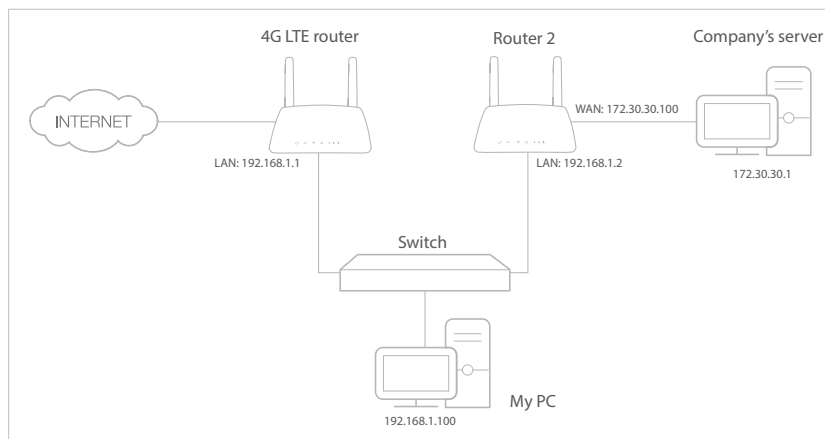 4G LTE router
Router 2
Company's server
INTERNET
WAN: 172.30.30.100
LAN: 192.168.1.1
LAN: 192.168.1.2
172.30.30.1
Switch
My PC
192.168.1.100